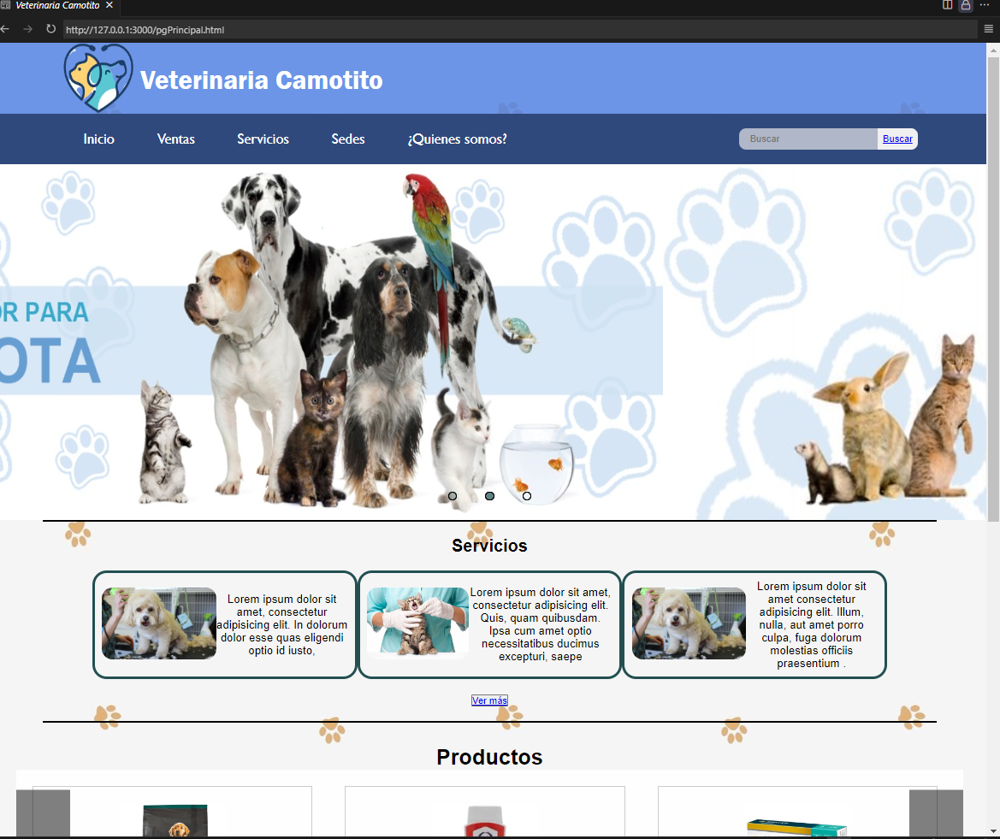 Veterinaria Camotito
http://127.0.0.1:3000/pgPrincipal.html
Veterinaria Camotito
Inicio Ventas Servicios Sedes ¿Quienes somos? Buscar Buscar
OR PARA
OTA
Servicios
Lorem ipsum dolor sit
amet, consectetur
adipisicing elit. In dolorum
dolor esse quas eligendi
optio id iusto,
Lorem ipsum dolor sit amet,
consectetur adipisicing elit.
Quis, quam quibusdam.
Ipsa cum amet optio
necessitatibus ducimus
excepturi, saepe
Lorem ipsum dolor sit
amet consectetur
adipisicing elit. Illum,
nulla, aut amet porro
culpa, fuga dolorum
molestias officiis
praesentium .
Ver más
Productos